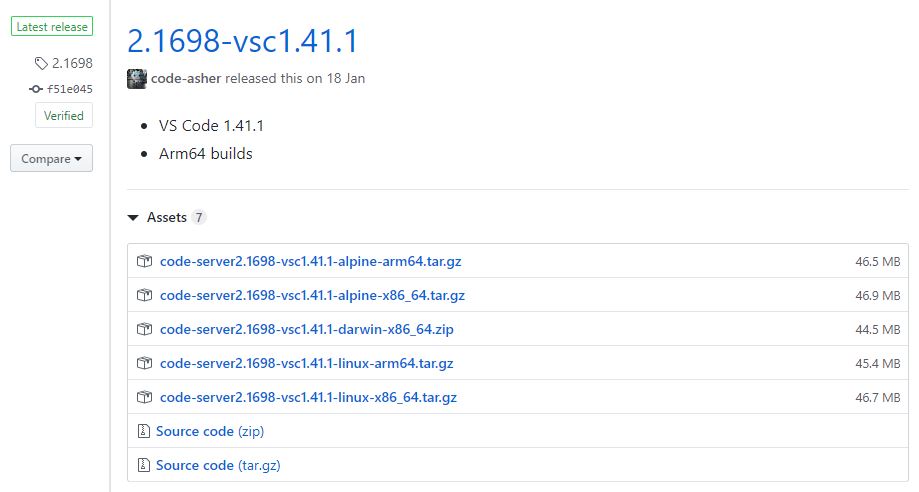 Latest release
2.1698
f51e045
Verified
Compare
2.1698-vsc1.41.1
code-asher released this on 18 Jan
VS Code 1.41.1
Arm64 builds
Assets 7
code-server2.1698-vsc1.41.1-alpine-arm64.tar.gz 46.5 MB
code-server2.1698-vsc1.41.1-alpine-x86_64.tar.gz 46.9 MB
code-server2.1698-vsc1.41.1-darwin-x86_64.zip 44.5 MB
code-server2.1698-vsc1.41.1-linux-arm64.tar.gz 45.4 MB
code-server2.1698-vsc1.41.1-linux-x86_64.tar.gz 46.7 MB
Source code (zip)
Source code (tar.gz)